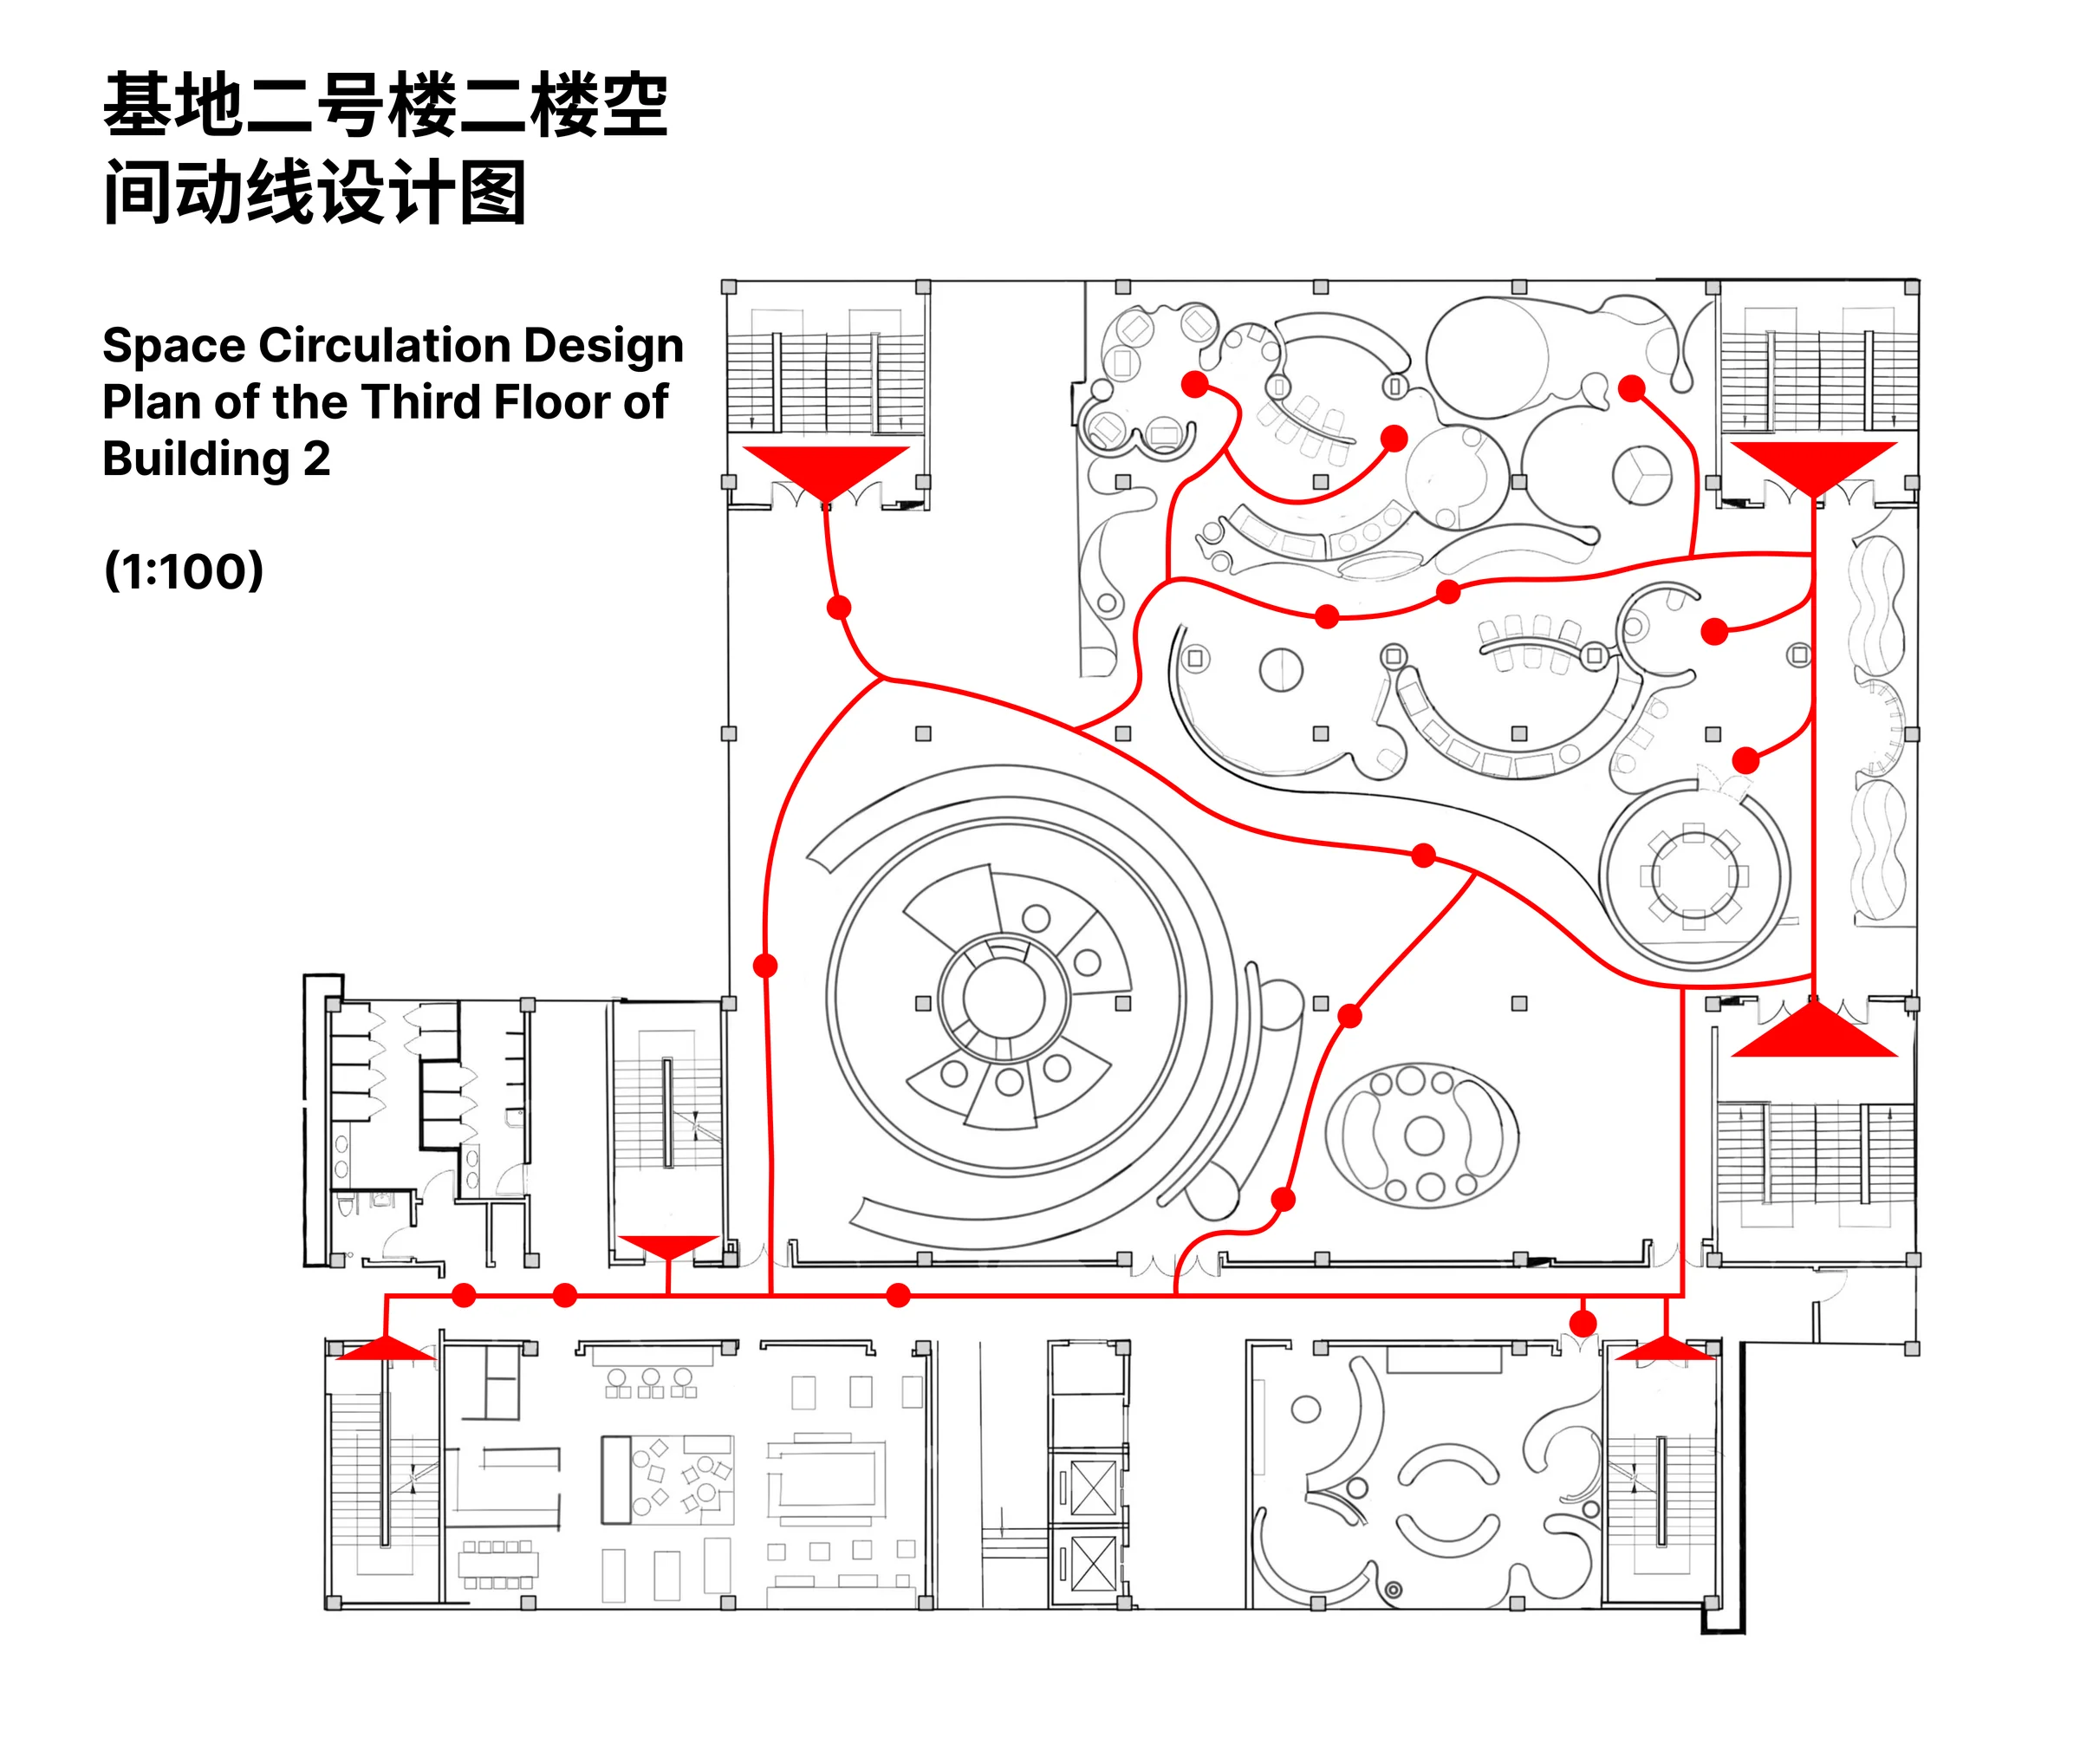 基地二号楼二楼空
间动线设计图
Space Circulation Design
Plan of the Third Floor of
Building 2
(1:100)